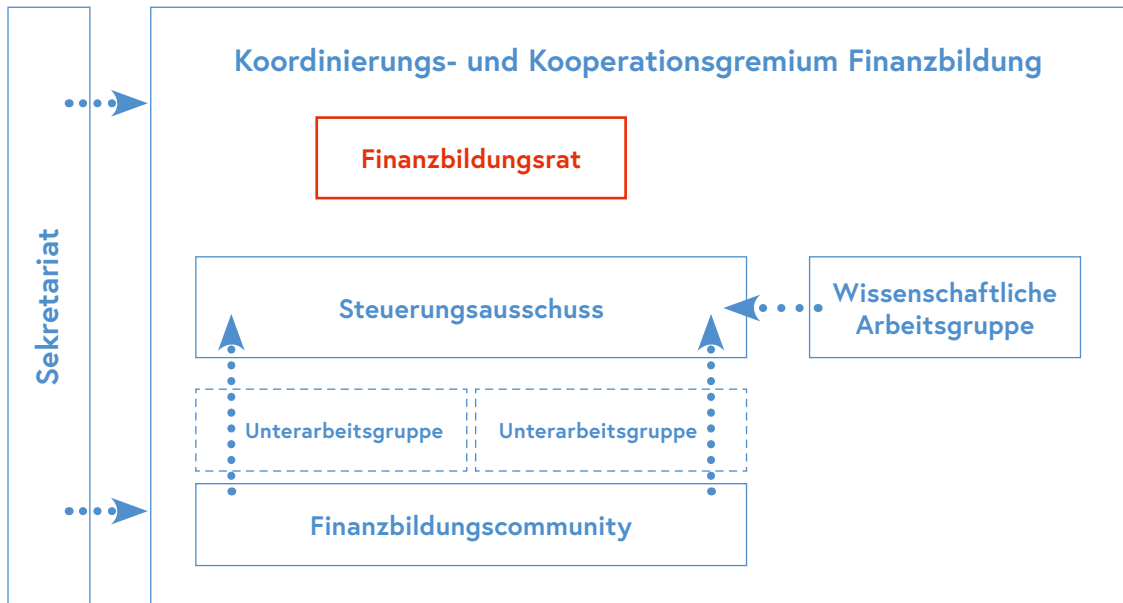 Koordinierungs- und Kooperationsgremium Finanzbildung
Finanzbildungsrat
Sekretariat
Steuerungsausschuss
Wissenschaftliche
Arbeitsgruppe
Unterarbeitsgruppe
Unterarbeitsgruppe
Finanzbildungscommunity